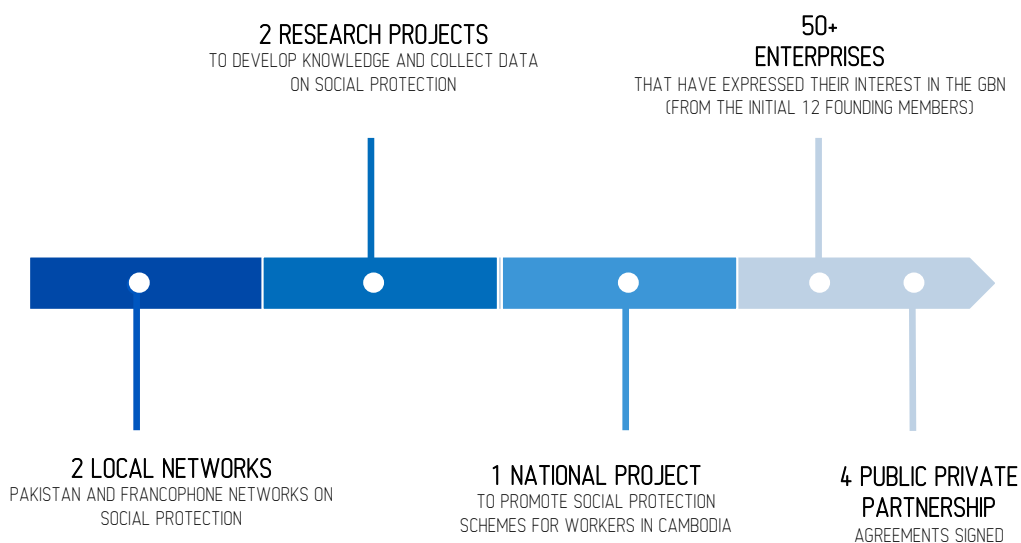 2 RESEARCH PROJECTS
TO DEVELOP KNOWLEDGE AND COLLECT DATA
ON SOCIAL PROTECTION
50+
ENTERPRISES
THAT HAVE EXPRESSED THEIR INTEREST IN THE GBN
(FROM THE INITIAL 12 FOUNDING MEMBERS)
2 LOCAL NETWORKS
PAKISTAN AND FRANCOPHONE NETWORKS ON
SOCIAL PROTECTION
1 NATIONAL PROJECT
TO PROMOTE SOCIAL PROTECTION
SCHEMES FOR WORKERS IN CAMBODIA
4 PUBLIC PRIVATE
PARTNERSHIP
AGREEMENTS SIGNED